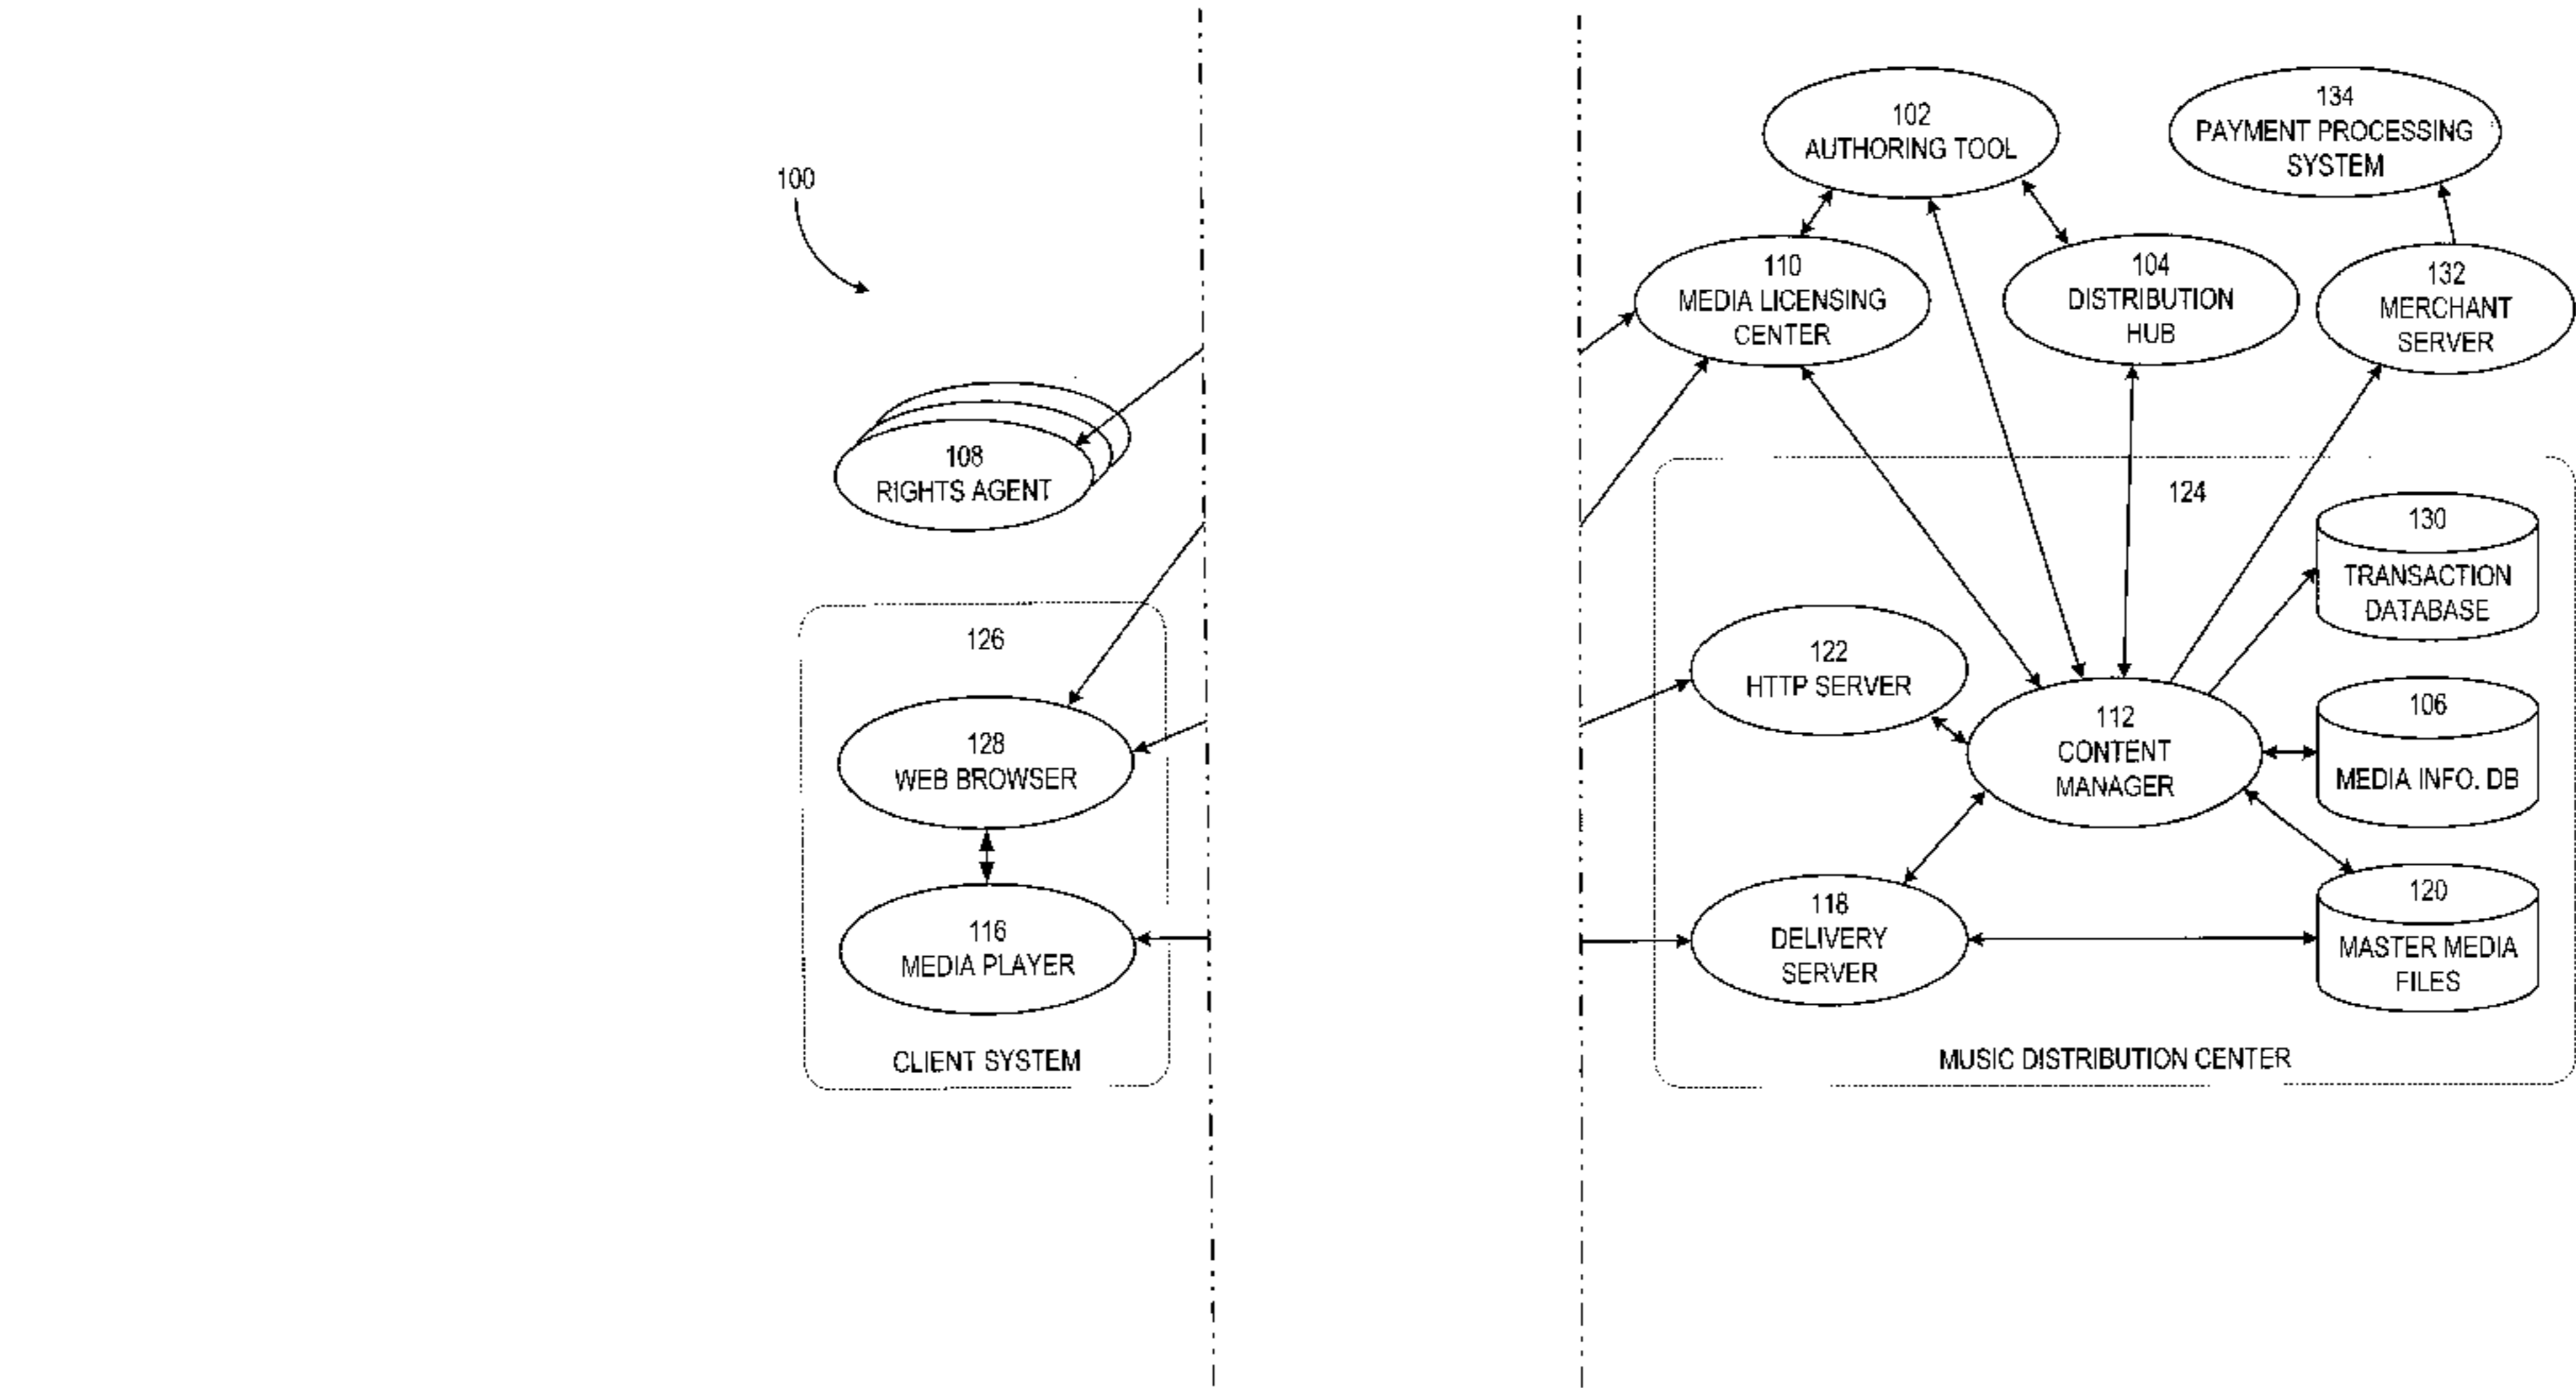 100
108
RIGHTS AGENT
126
128
WEB BROWSER
116
MEDIA PLAYER
CLIENT SYSTEM
102
AUTHORING TOOL
134
PAYMENT PROCESSING
SYSTEM
110
MEDIA LICENSING
CENTER
104
DISTRIBUTION
HUB
132
MERCHANT
SERVER
124
130
TRANSACTION
DATABASE
122
HTTP SERVER
112
CONTENT
MANAGER
106
MEDIA INFO. DB
118
DELIVERY
SERVER
120
MASTER MEDIA
FILES
MUSIC DISTRIBUTION CENTER